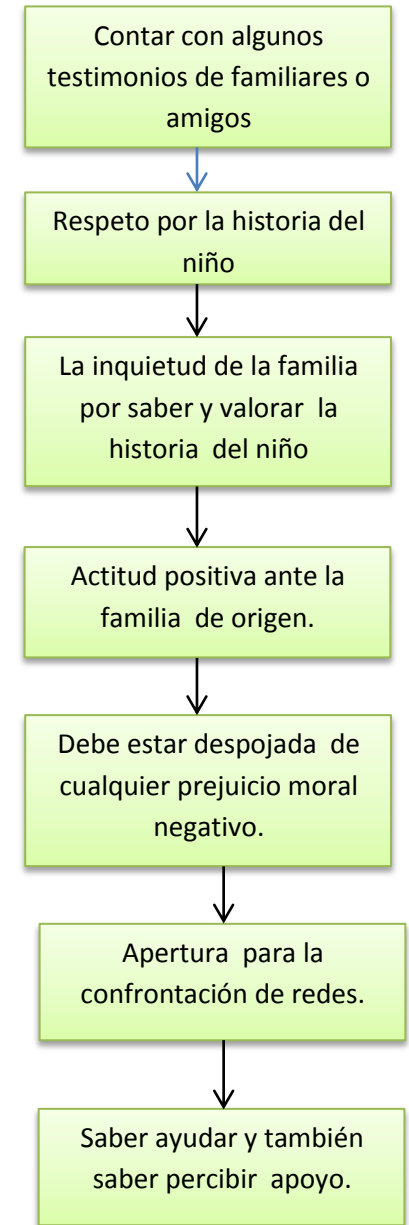 Contar con algunos
testimonios de familiares o
amigos
Respeto por la historia del
niño
La inquietud de la familia
por saber y valorar  la
historia  del niño
Actitud positiva ante la
familia  de origen.
Debe estar despojada  de
cualquier prejuicio moral
negativo.
Apertura  para la
confrontación de redes.
Saber ayudar y también
saber percibir  apoyo.